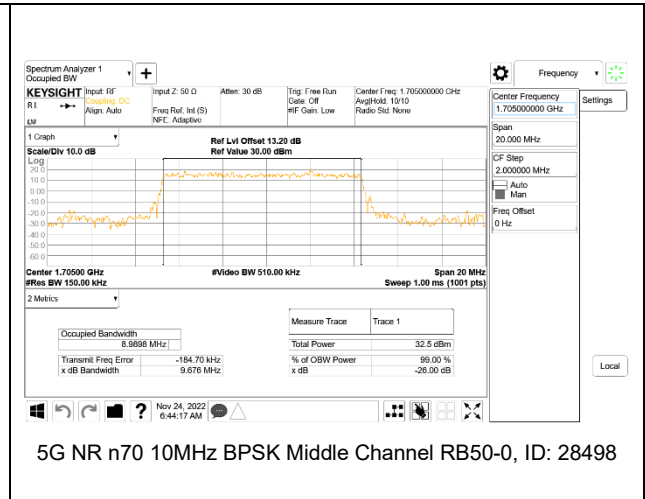 Spectrum Analyzer 1
Occupied BW
+
Frequency
KEYSIGHT
Input: RF
Coupling: DC
Align: Auto
Input Z: 50 Ω
Freq Ref: Int (S)
NFE: Adaptive
Atten: 30 dB
Trig: Free Run
Gate: Off
#IF Gain: Low
Center Freq: 1.705000000 GHz
Avg|Hold: 10/10
Radio Std: None
Center Frequency
1.705000000 GHz
Settings
Span
20.000 MHz
CF Step
2.000000 MHz
Auto
Man
Freq Offset
0 Hz
Local
1 Graph
Scale/Div 10.0 dB
Ref Lvl Offset 13.20 dB
Ref Value 30.00 dBm
Log
20.0
10.0
0.00
-10.0
-20.0
-30.0
-40.0
-50.0
-60.0
Center 1.70500 GHz
#Res BW 150.00 kHz
#Video BW 510.00 kHz
Span 20 MHz
Sweep 1.00 ms (1001 pts)
2 Metrics
Occupied Bandwidth
8.9898 MHz
Transmit Freq Error -184.70 kHz
x dB Bandwidth 9.676 MHz
Measure Trace Trace 1
Total Power 32.5 dBm
% of OBW Power 99.00 %
x dB -26.00 dB
?
Nov 24, 2022
6:44:17 AM
5G NR n70 10MHz BPSK Middle Channel RB50-0, ID: 28498